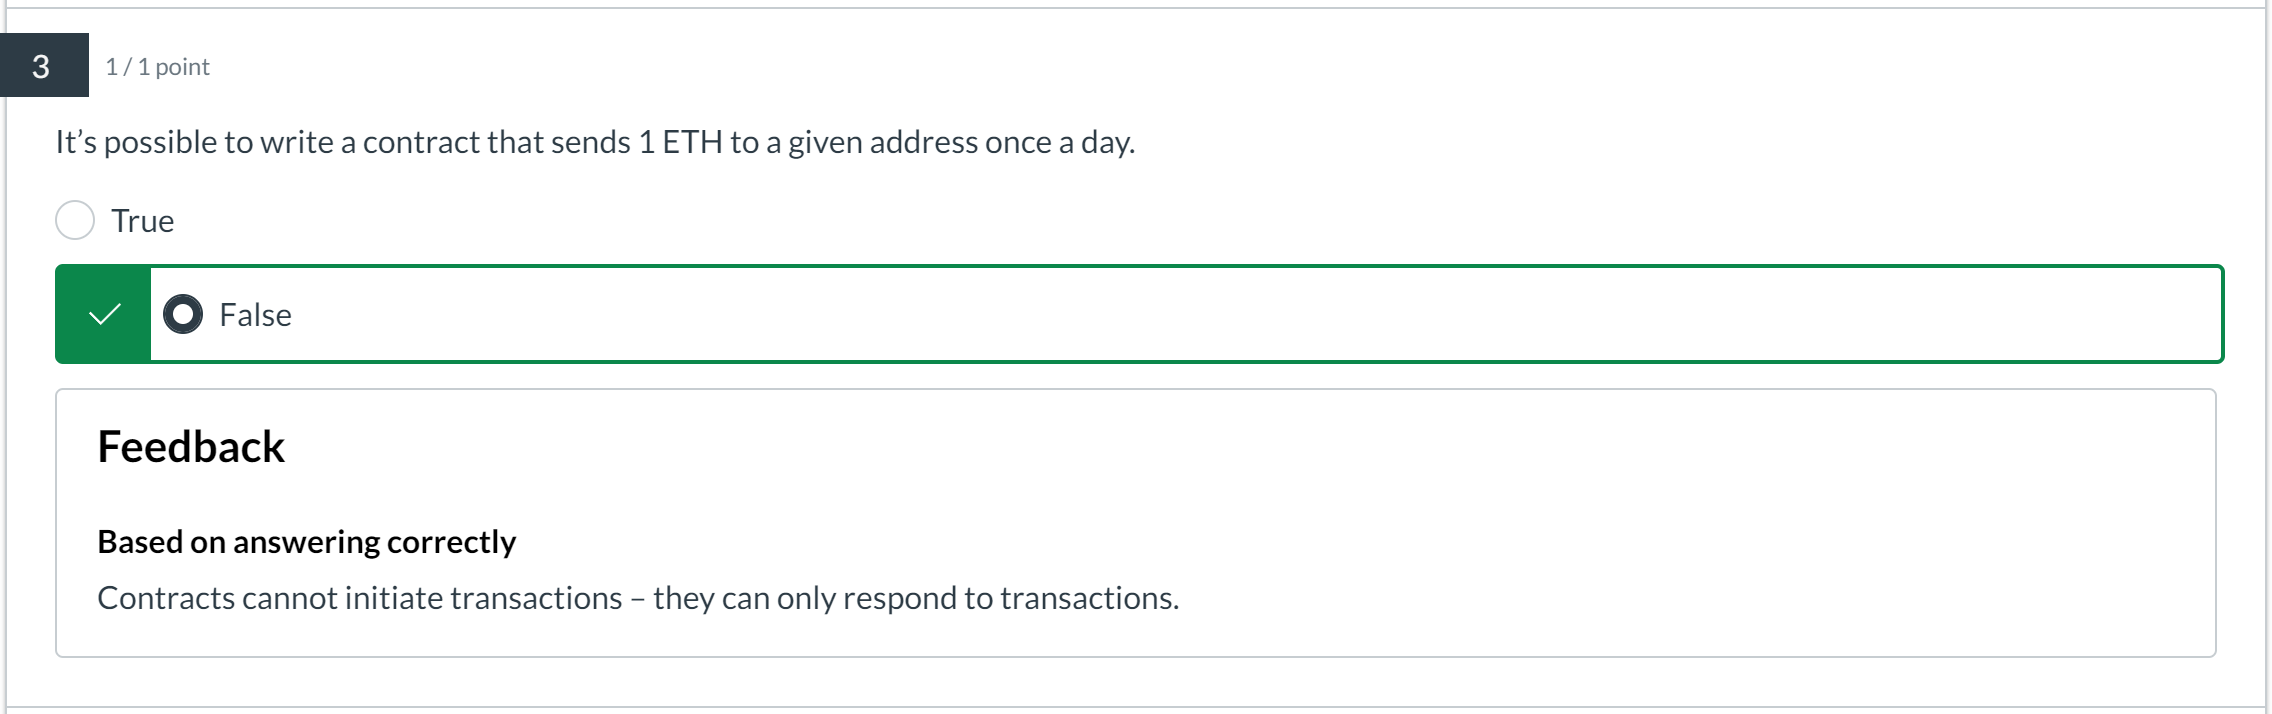 3
1 / 1 point
It’s possible to write a contract that sends 1 ETH to a given address once a day.
True
False
Feedback
Based on answering correctly
Contracts cannot initiate transactions – they can only respond to transactions.